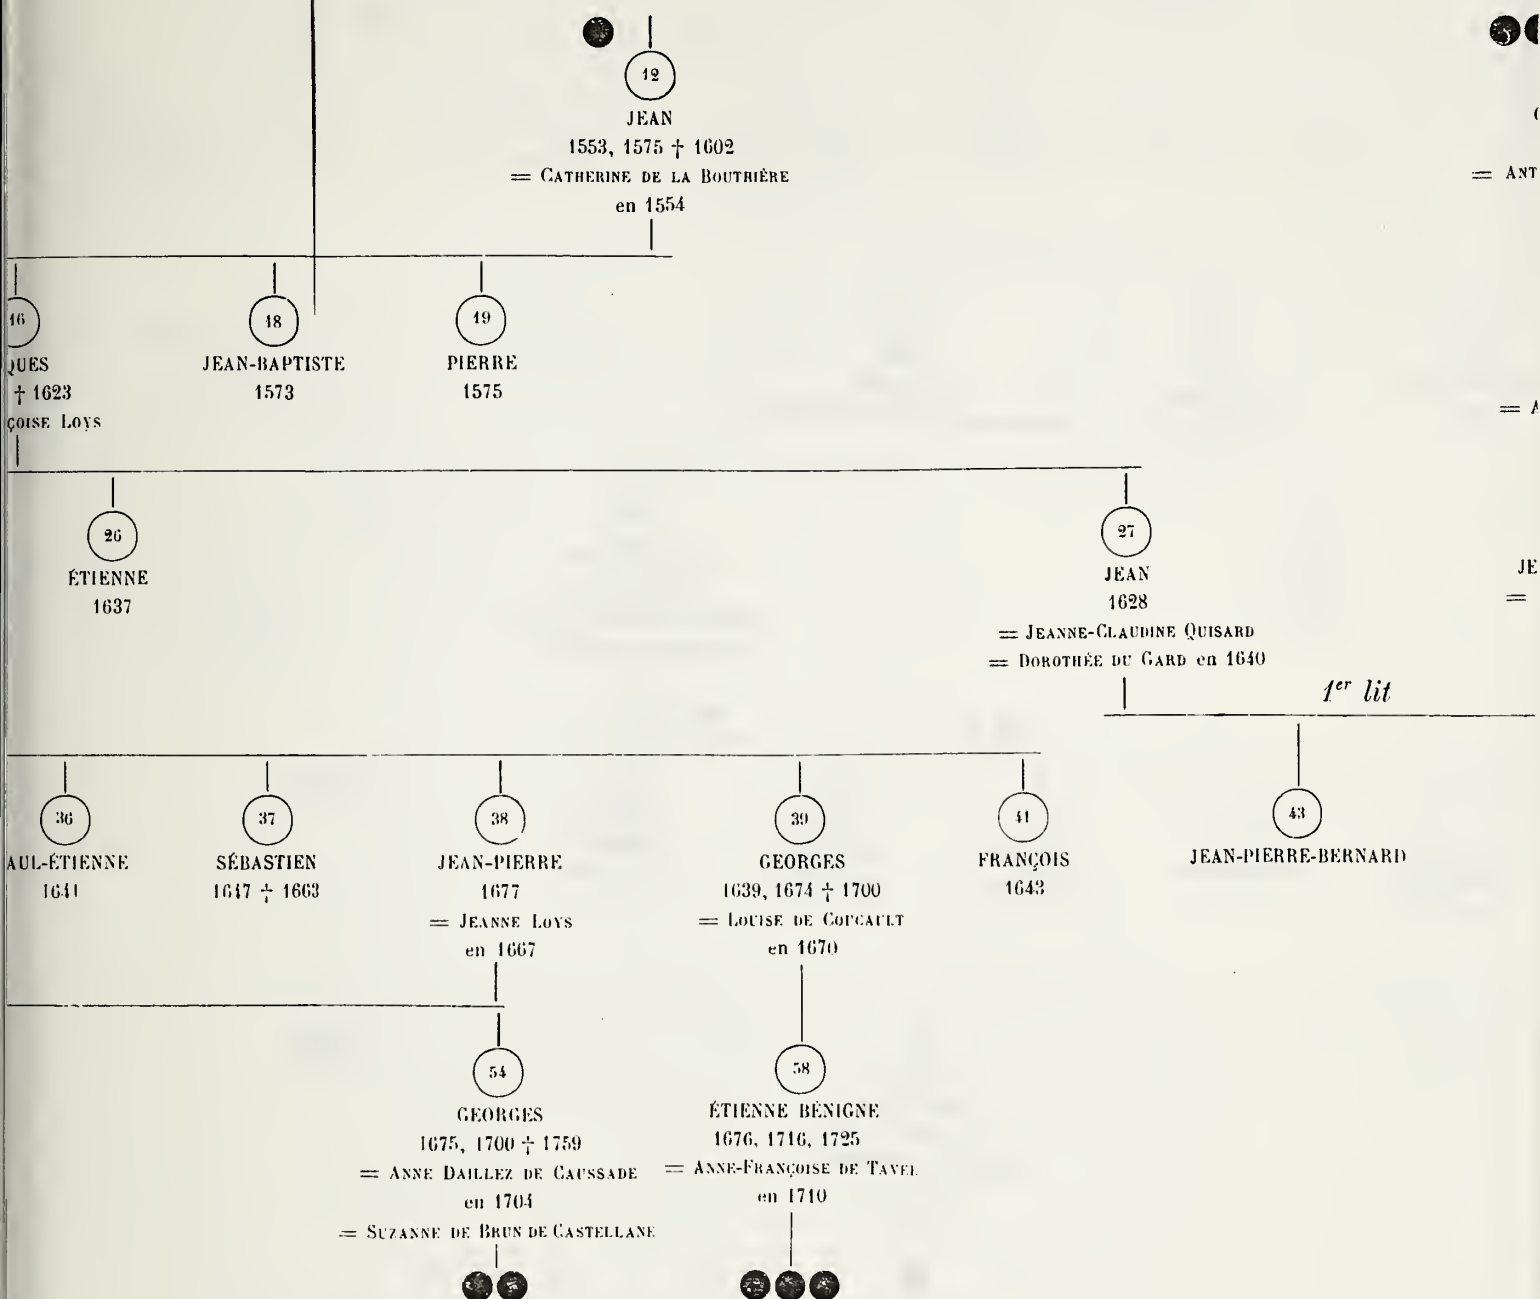 12
JEAN
1553, 1575 † 1602
= CATHERINE DE LA BOUTHIÈRE
en 1554
= ANT
16
QUES
† 1623
ÇOISE LOYS
18
JEAN-BAPTISTE
1573
19
PIERRE
1575
= A
26
ÉTIENNE
1637
27
JEAN
1628
= JEANNE-CLAUDINE QUISARD
= DOROTHÉE DU GARD en 1640
JE
=
1er lit
36
AUL-ÉTIENNE
1641
37
SÉBASTIEN
1647 † 1663
38
JEAN-PIERRE
1677
= JEANNE LOYS
en 1667
39
GEORGES
1639, 1674 † 1700
= LOUISE DE COUCAULT
en 1670
41
FRANÇOIS
1643
43
JEAN-PIERRE-BERNARD
54
GEORGES
1675, 1700 † 1759
= ANNE DAILLEZ DE CAUSSADE
en 1704
= SUZANNE DE BRUN DE CASTELLANE
58
ÉTIENNE BÉNIGNE
1676, 1716, 1725
= ANNE-FRANÇOISE DE TAVEL
en 1710